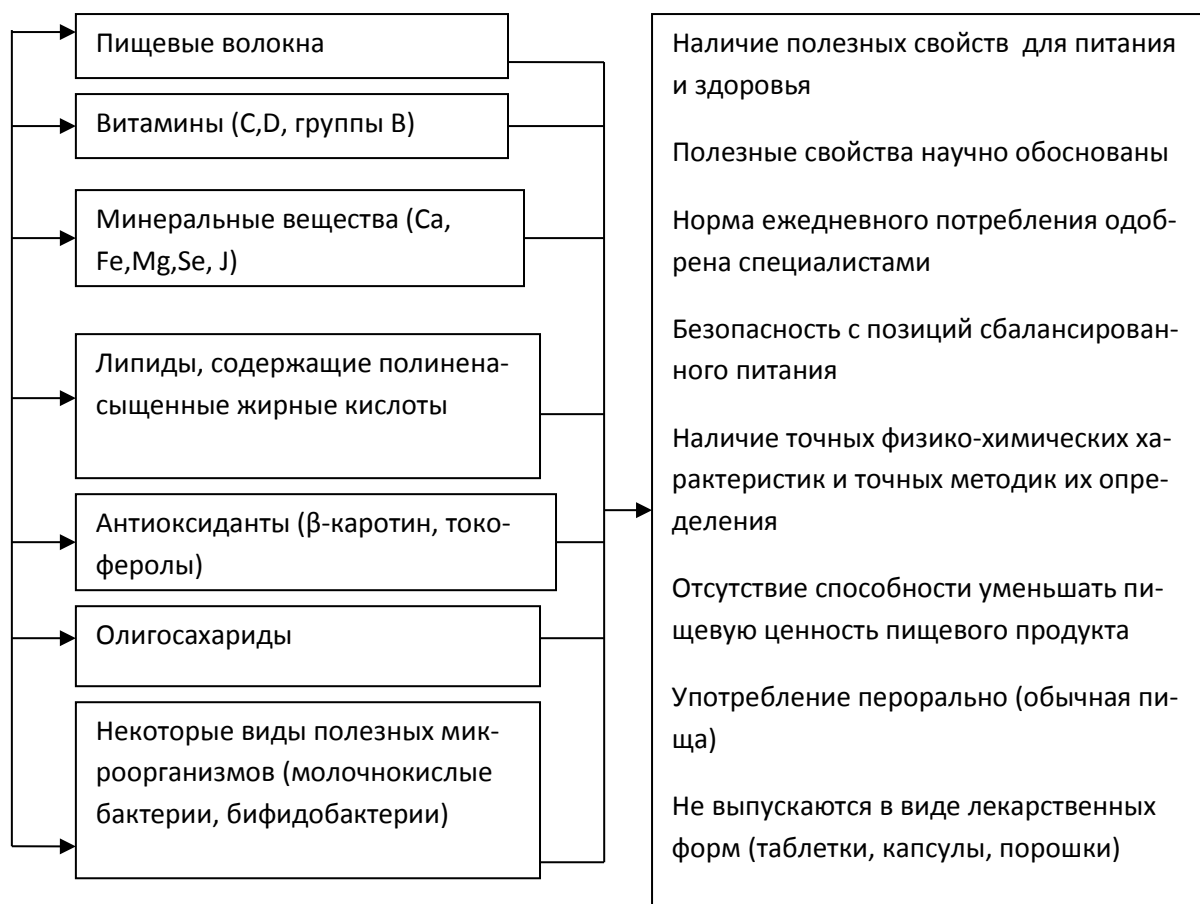 Пищевые волокна
Витамины (C,D, группы B)
Минеральные вещества (Ca,
Fe,Mg,Se, J)
Липиды, содержащие полинена-
сыщенные жирные кислоты
Антиоксиданты (β-каротин, токо-
феролы)
Олигосахариды
Некоторые виды полезных мик-
роорганизмов (молочнокислые
бактерии, бифидобактерии)
Наличие полезных свойств  для питания
и здоровья
Полезные свойства научно обоснованы
Норма ежедневного потребления одоб-
рена специалистами
Безопасность с позиций сбалансирован-
ного питания
Наличие точных физико-химических ха-
рактеристик и точных методик их опре-
деления
Отсутствие способности уменьшать пи-
щевую ценность пищевого продукта
Употребление перорально (обычная пи-
ща)
Не выпускаются в виде лекарственных
форм (таблетки, капсулы, порошки)